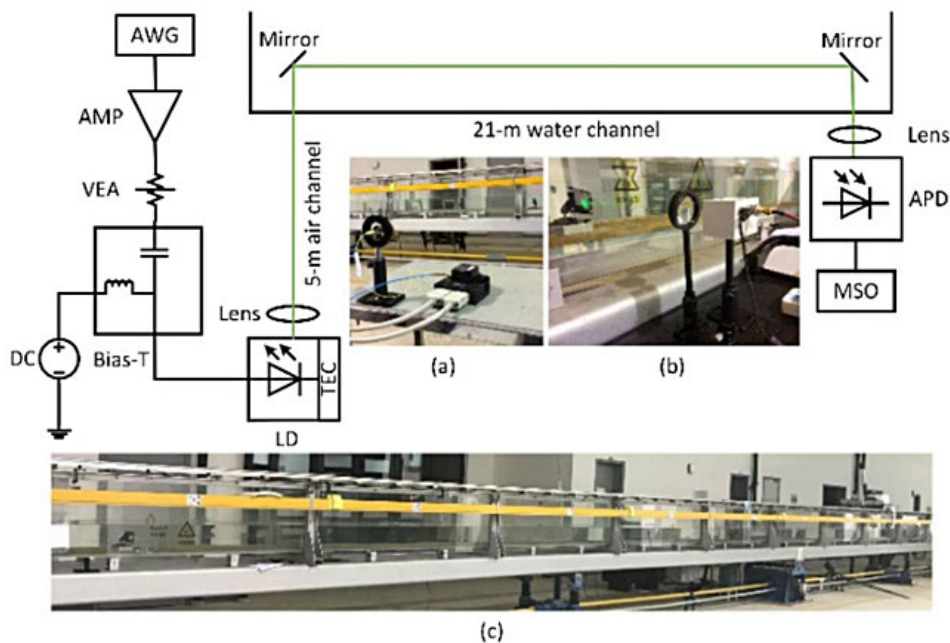 AWG
Mirror
Mirror
AMP
21-m water channel
Lens
VEA
5-m air channel
APD
MSO
Lens
(a)
(b)
DC
Bias-T
TEC
LD
(c)